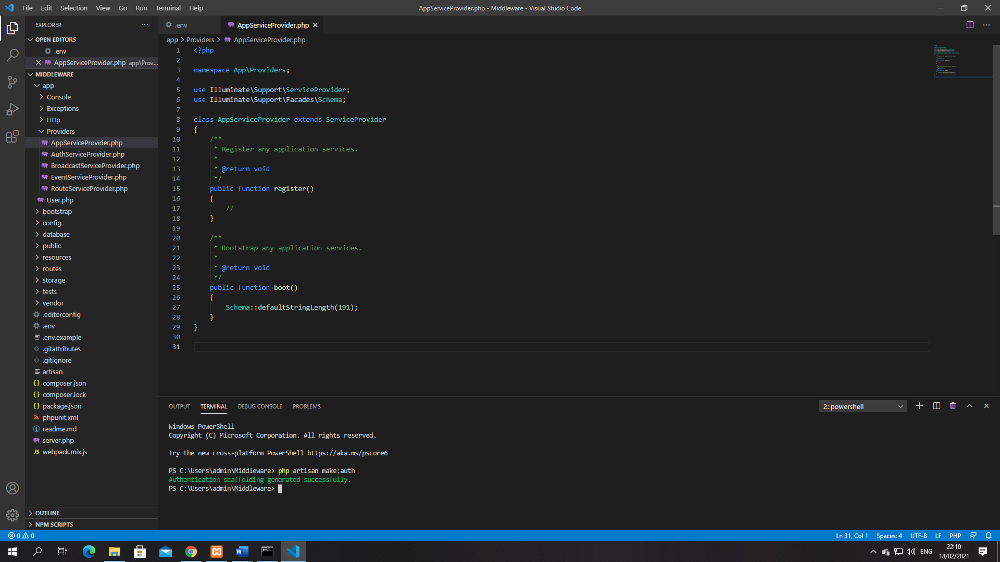 File Edit Selection View Go Run Terminal Help
AppServiceProvider.php - Middleware - Visual Studio Code
EXPLORER
OPEN EDITORS
.env
AppServiceProvider.php app\Prov...
MIDDLEWARE
app
Console
Exceptions
Http
Providers
AppServiceProvider.php
AuthServiceProvider.php
BroadcastServiceProvider.php
EventServiceProvider.php
RouteServiceProvider.php
User.php
bootstrap
config
database
public
resources
routes
storage
tests
vendor
.editorconfig
.env
.env.example
.gitattributes
.gitignore
artisan
composer.json
composer.lock
package.json
phpunit.xml
readme.md
server.php
JS webpack.mix.js
OUTLINE
NPM SCRIPTS
.env
AppServiceProvider.php
app > Providers > AppServiceProvider.php
1 <?php
2
3 namespace App\Providers;
4
5 use Illuminate\Support\ServiceProvider;
6 use Illuminate\Support\Facades\Schema;
7
8 class AppServiceProvider extends ServiceProvider
9 {
10 /**
11 * Register any application services.
12 *
13 * @return void
14 */
15 public function register()
16 {
17 //
18 }
19
20 /**
21 * Bootstrap any application services.
22 *
23 * @return void
24 */
25 public function boot()
26 {
27 Schema::defaultStringLength(191);
28 }
29 }
30
31
OUTPUT TERMINAL DEBUG CONSOLE PROBLEMS
2: powershell
Windows PowerShell
Copyright (C) Microsoft Corporation. All rights reserved.
Try the new cross-platform PowerShell https://aka.ms/pscore6
PS C:\Users\admin\Middleware> php artisan make:auth
Authentication scaffolding generated successfully.
PS C:\Users\admin\Middleware>
0 0
Ln 31, Col 1 Spaces: 4 UTF-8 LF PHP
ENG
22:10
18/02/2021